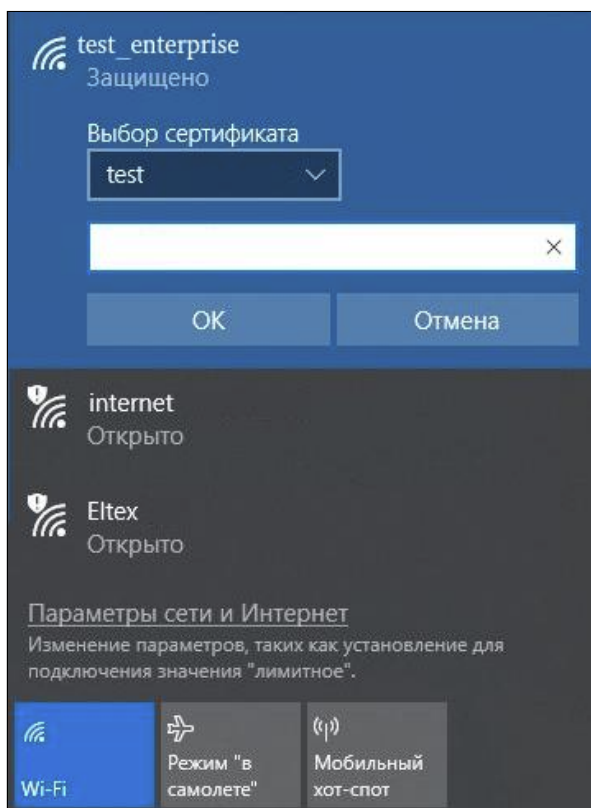 test_enterprise
Защищено
Выбор сертификата
test
OK
Отмена
internet
Открыто
Eltex
Открыто
Параметры сети и Интернет
Изменение параметров, таких как установление для
подключения значения "лимитное".
Wi-Fi
Режим "в
самолете"
Мобильный
хот-спот